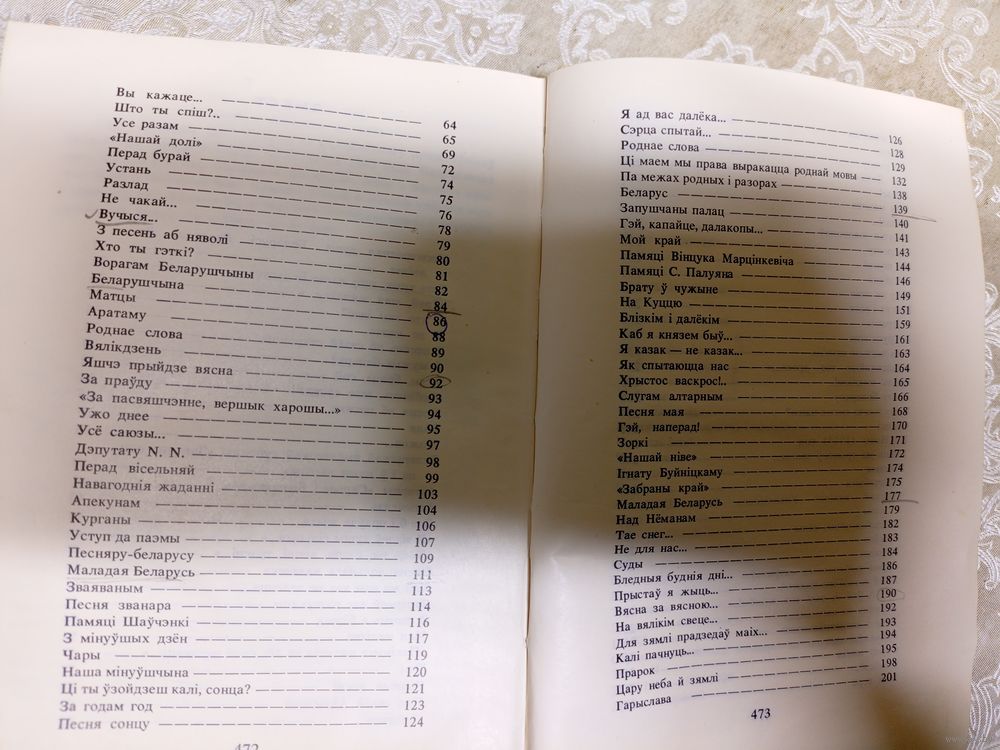 Вы кажаце... 64
Што ты спіш?.. 65
Усе разам 69
«Нашай долі» 72
Перад бурай 74
Устань 75
Разлад 76
Не чакай... 78
Вучыся... 79
З песень аб няволі 80
Хто ты гэткі? 81
Ворагам Беларушчыны 82
Беларушчына 84
Матцы 86
Аратаму 88
Роднае слова 89
Вялікдзень 90
Яшчэ прыйдзе вясна 92
За праўду 93
«За пасвяшчэнне, вершык харошы...» 94
Ужо днее 95
Усё саюзы... 97
Дэпутату N. N. 98
Перад вісельняй 99
Навагоднія жаданні 103
Апекунам 104
Курганы 106
Уступ да паэмы 107
Песняру-беларусу 109
Маладая Беларусь 111
Зваяваным 113
Песня званара 114
Памяці Шаўчэнкі 116
З мінуўшых дзён 117
Чары 119
Наша мінуўшчына 120
Ці ты ўзойдзеш калі, сонца? 121
За годам год 123
Песня сонцу 124
472
Я ад вас далёка... 126
Сэрца спытай... 128
Роднае слова 129
Ці маем мы права выракацца роднай мовы 132
Па межах родных і разорах 138
Беларус 139
Запушчаны палац 140
Гэй, капайце, далакопы... 141
Мой край 143
Памяці Вінцука Марцінкевіча 144
Памяці С. Палуяна 146
Брату ў чужыне 149
На Куццю 151
Блізкім і далёкім 159
Каб я князем быў... 161
Я казак — не казак... 163
Як спытаюцца нас 164
Хрыстос васкрос!.. 165
Слугам алтарным 166
Песня мая 168
Гэй, наперад! 170
Зоркі 171
«Нашай ніве» 172
Ігнату Буйніцкаму 174
«Забраны край» 175
Маладая Беларусь 177
Над Нёманам 179
Тае снег... 182
Не для нас... 183
Суды 184
Бледныя буднія дні... 186
Прыстаў я жыць... 187
Вясна за вясною... 190
На вялікім свеце... 192
Для зямлі прадзедаў маіх... 193
Калі пачнуць... 194
Прарок 195
Цару неба й зямлі 198
Гарыслава 201
473